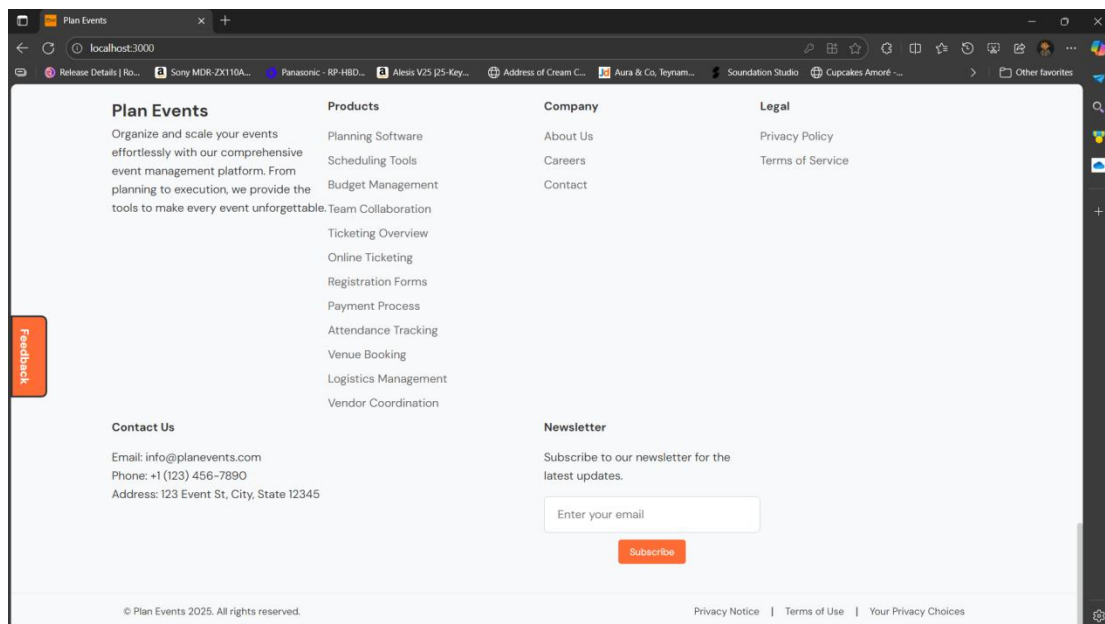 Plan Events
localhost:3000
Release Details | Ro...
Sony MDR-ZX110A...
Panasonic - RP-HBD...
Alesis V25 |25-Key...
Address of Cream C...
Aura & Co, Teynam...
Soundation Studio
Cupcakes Amoré -...
Other favorites
Plan Events
Organize and scale your events
effortlessly with our comprehensive
event management platform. From
planning to execution, we provide the
tools to make every event unforgettable.
Products
Planning Software
Scheduling Tools
Budget Management
Team Collaboration
Ticketing Overview
Online Ticketing
Registration Forms
Payment Process
Attendance Tracking
Venue Booking
Logistics Management
Vendor Coordination
Company
About Us
Careers
Contact
Legal
Privacy Policy
Terms of Service
Feedback
Contact Us
Email: info@planevents.com
Phone: +1 (123) 456-7890
Address: 123 Event St, City, State 12345
Newsletter
Subscribe to our newsletter for the
latest updates.
Enter your email
Subscribe
© Plan Events 2025. All rights reserved.
Privacy Notice | Terms of Use | Your Privacy Choices